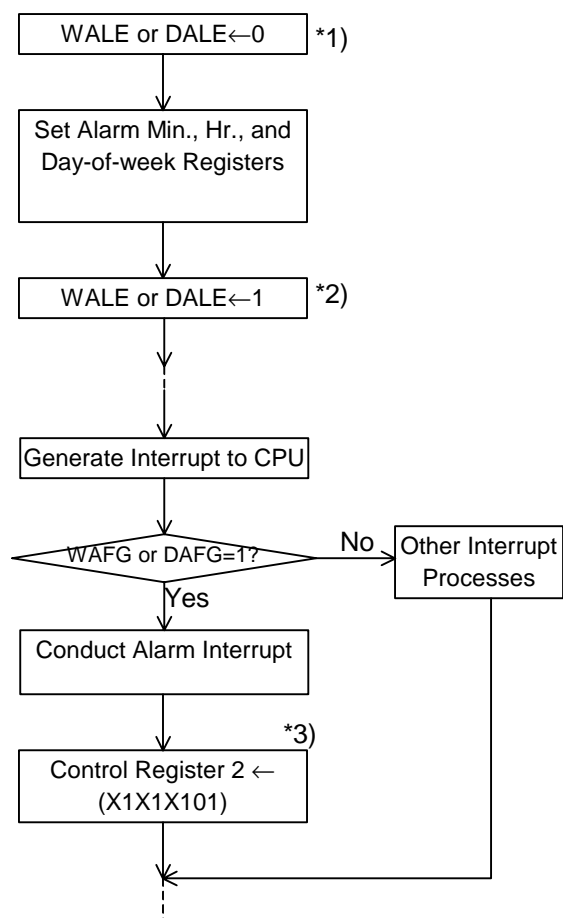 WALE or DALE←0
*1)
Set Alarm Min., Hr., and
Day-of-week Registers
WALE or DALE←1
*2)
Generate Interrupt to CPU
WAFG or DAFG=1?
No
Other Interrupt
Processes
Yes
Conduct Alarm Interrupt
*3)
Control Register 2 ←
(X1X1X101)